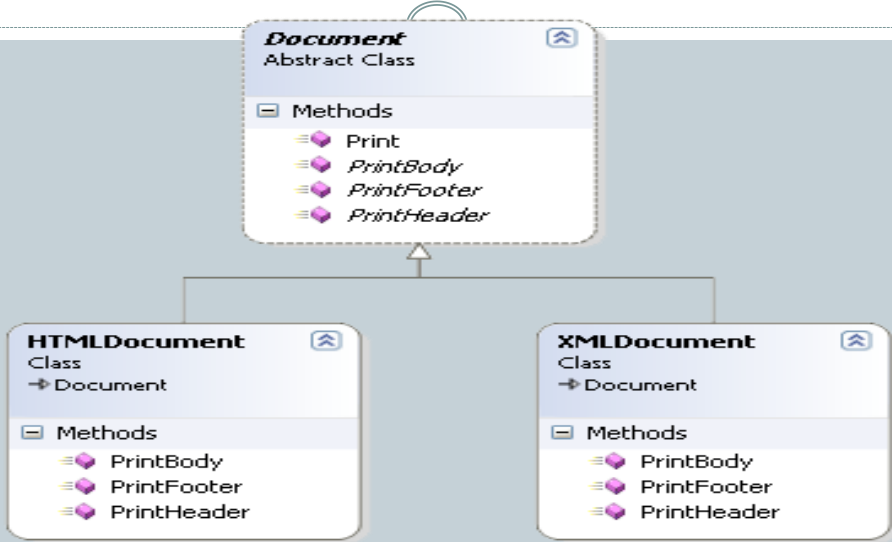 Document
Abstract Class
Methods
Print
PrintBody
PrintFooter
PrintHeader
HTMLDocument
Class
Document
Methods
PrintBody
PrintFooter
PrintHeader
XMLDocument
Class
Document
Methods
PrintBody
PrintFooter
PrintHeader